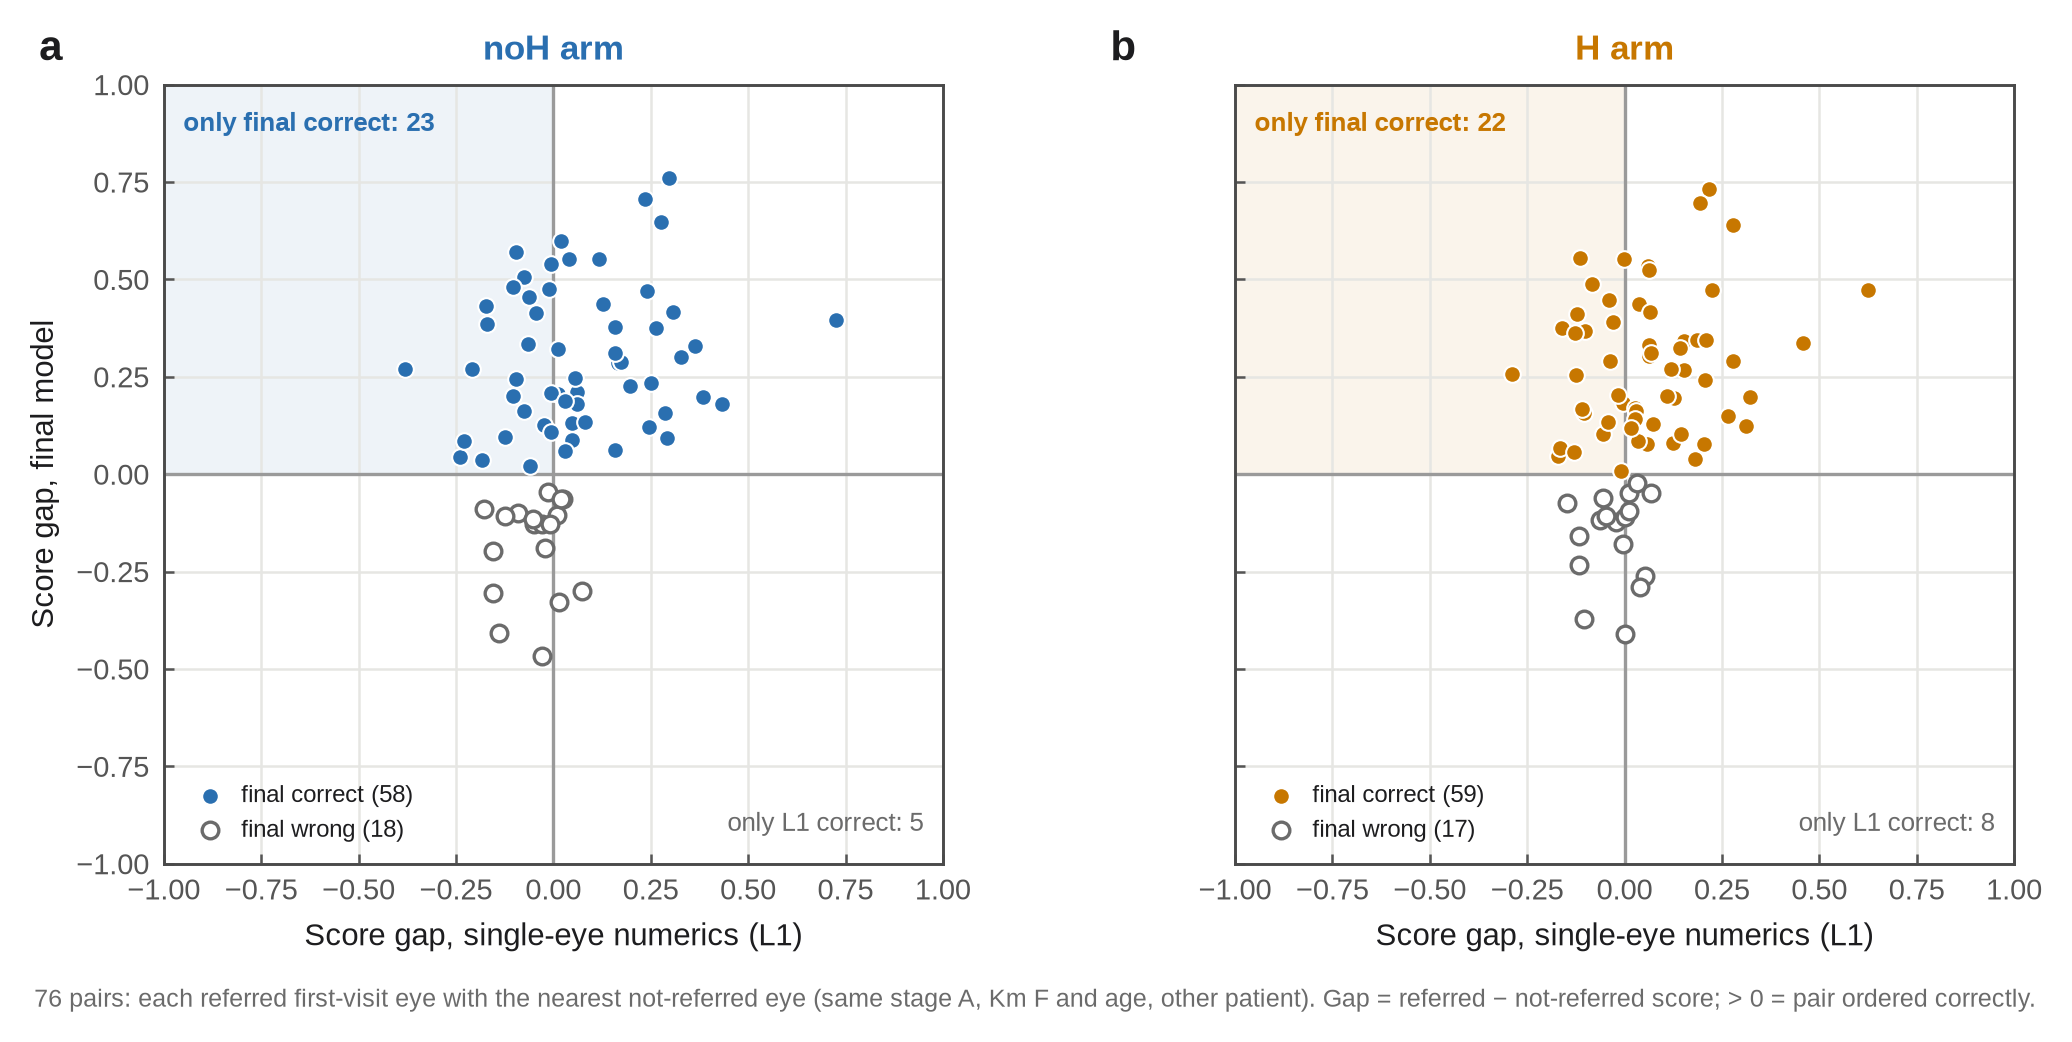 a
noH arm
b
H arm
only final correct: 23
only final correct: 22
1.00
0.75
0.50
0.25
0.00
−0.25
−0.50
−0.75
−1.00
Score gap, final model
final correct (58)
final wrong (18)
only L1 correct: 5
final correct (59)
final wrong (17)
only L1 correct: 8
−1.00 −0.75 −0.50 −0.25 0.00 0.25 0.50 0.75 1.00
−1.00 −0.75 −0.50 −0.25 0.00 0.25 0.50 0.75 1.00
Score gap, single-eye numerics (L1)
Score gap, single-eye numerics (L1)
76 pairs: each referred first-visit eye with the nearest not-referred eye (same stage A, Km F and age, other patient). Gap = referred − not-referred score; > 0 = pair ordered correctly.